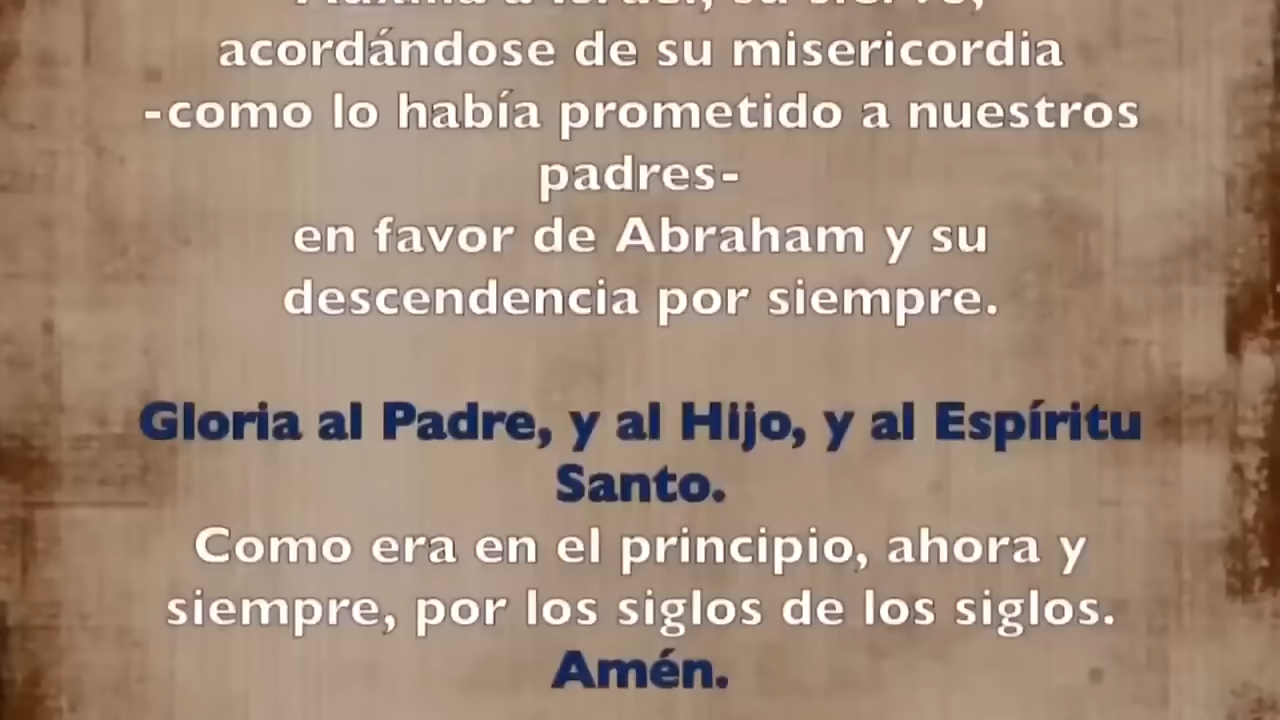 acordándose de su misericordia
-como lo había prometido a nuestros
padres-
en favor de Abraham y su
descendencia por siempre.
Gloria al Padre, y al Hijo, y al Espíritu
Santo.
Como era en el principio, ahora y
siempre, por los siglos de los siglos.
Amén.